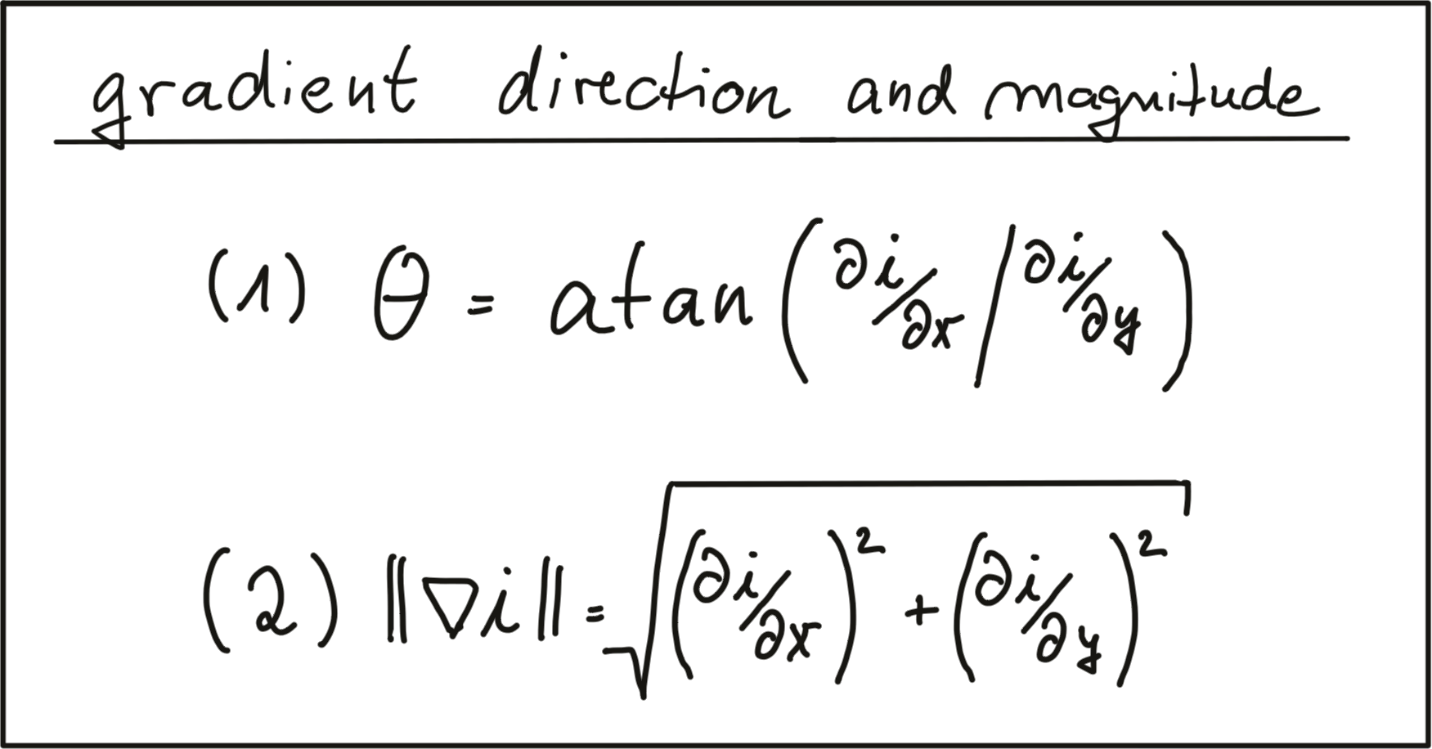 gradient direction and magnitude
(1) θ = atan(∂i/∂x / ∂i/∂y)
(2) ‖∇i‖ = √((∂i/∂x)² + (∂i/∂y)²)